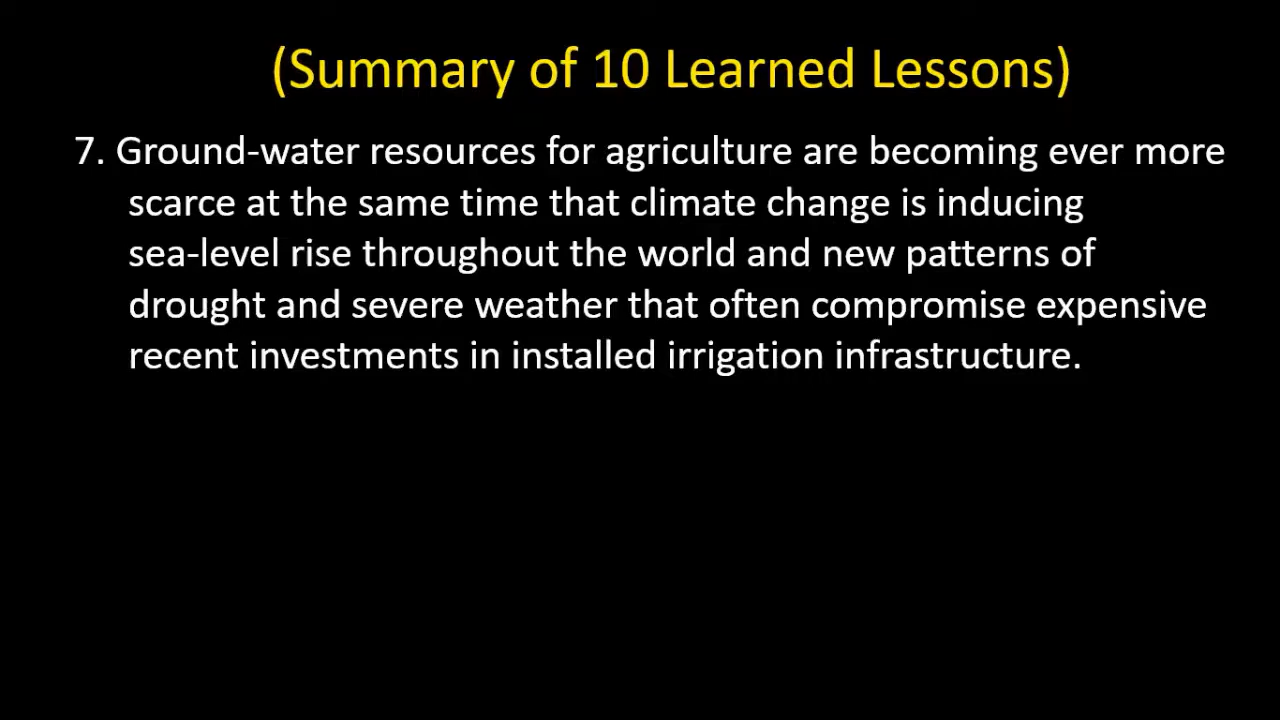 (Summary of 10 Learned Lessons)
7. Ground-water resources for agriculture are becoming ever more
scarce at the same time that climate change is inducing
sea-level rise throughout the world and new patterns of
drought and severe weather that often compromise expensive
recent investments in installed irrigation infrastructure.